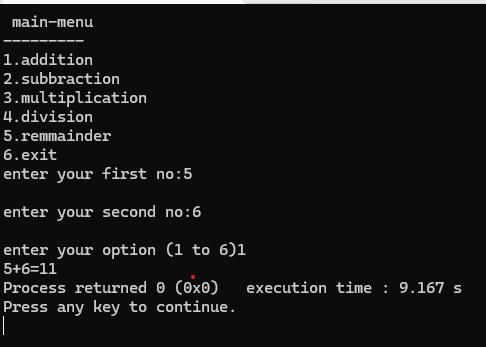 main-menu
---------
1.addition
2.subbraction
3.multiplication
4.division
5.remmainder
6.exit
enter your first no:5
enter your second no:6
enter your option (1 to 6)1
5+6=11
Process returned 0 (0x0)   execution time : 9.167 s
Press any key to continue.